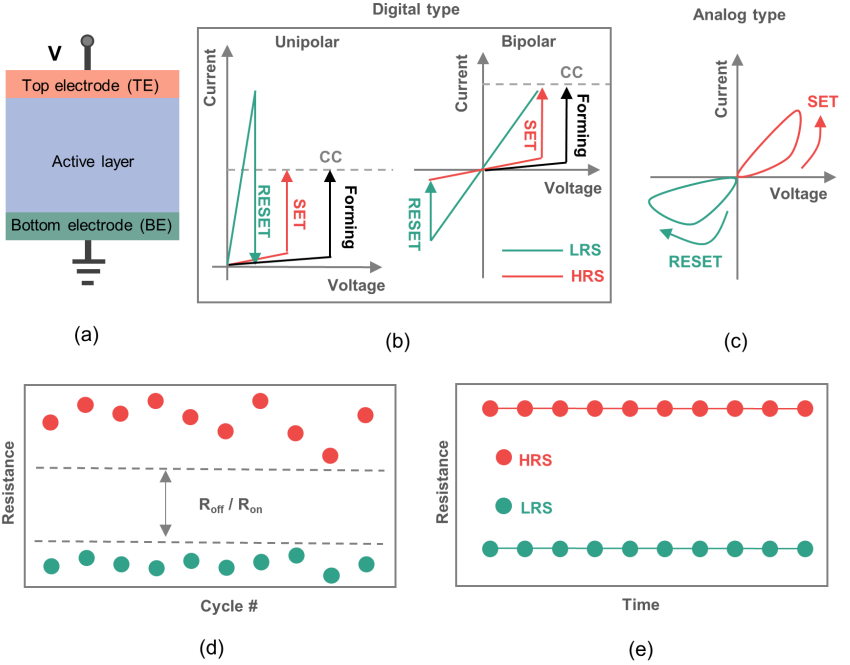 Digital type
V
Top electrode (TE)
Active layer
Bottom electrode (BE)
(a)
Unipolar
Current
CC
RESET
SET
Forming
Voltage
Bipolar
Current
CC
SET
Forming
Voltage
RESET
LRS
HRS
(b)
Analog type
Current
SET
Voltage
RESET
(c)
Resistance
Roff / Ron
Cycle #
(d)
Resistance
HRS
LRS
Time
(e)